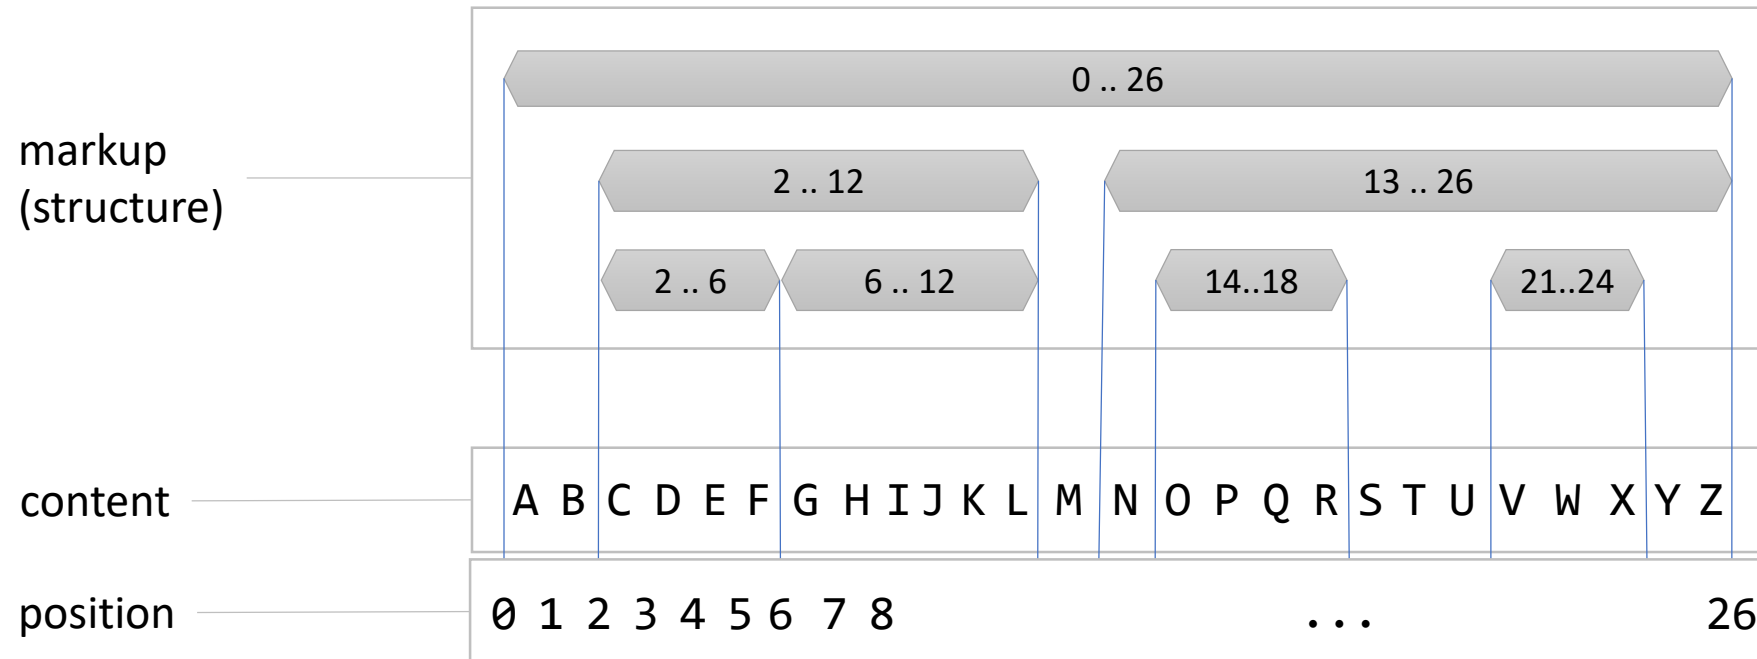 0 .. 26
markup
(structure)
2 .. 12 13 .. 26
2 .. 6 6 .. 12 14..18 21..24
content A B C D E F G H I J K L M N O P Q R S T U V W X Y Z
position 0 1 2 3 4 5 6 7 8 ... 26